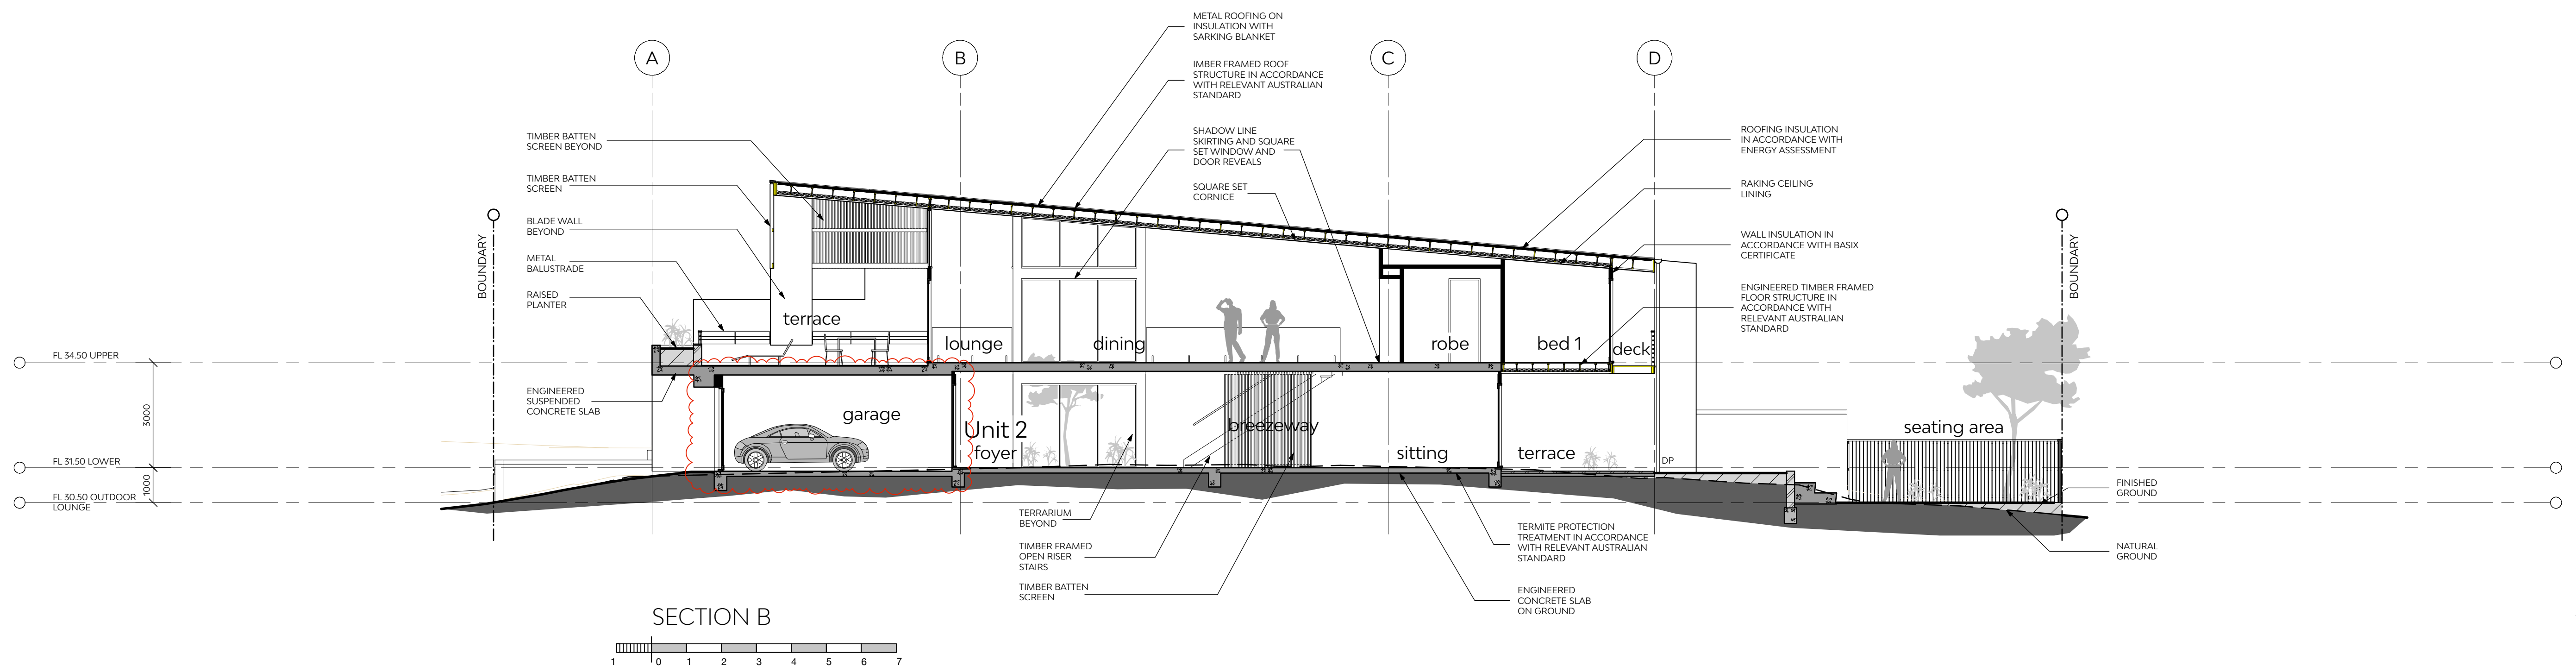 METAL ROOFING ON
INSULATION WITH
SARKING BLANKET
A
B
C
D
IMBER FRAMED ROOF
STRUCTURE IN ACCORDANCE
WITH RELEVANT AUSTRALIAN
STANDARD
TIMBER BATTEN
SCREEN BEYOND
SHADOW LINE
SKIRTING AND SQUARE
SET WINDOW AND
DOOR REVEALS
ROOFING INSULATION
IN ACCORDANCE WITH
ENERGY ASSESSMENT
TIMBER BATTEN
SCREEN
SQUARE SET
CORNICE
RAKING CEILING
LINING
BLADE WALL
BEYOND
WALL INSULATION IN
ACCORDANCE WITH BASIX
CERTIFICATE
BOUNDARY
BOUNDARY
METAL
BALUSTRADE
RAISED
PLANTER
ENGINEERED TIMBER FRAMED
FLOOR STRUCTURE IN
ACCORDANCE WITH
RELEVANT AUSTRALIAN
STANDARD
terrace
lounge
dining
robe
bed 1
deck
FL 34.50 UPPER
ENGINEERED
SUSPENDED
CONCRETE SLAB
3000
garage
Unit 2
foyer
breezeway
sitting
terrace
seating area
DP
FL 31.50 LOWER
1000
FL 30.50 OUTDOOR
LOUNGE
FINISHED
GROUND
TERRARIUM
BEYOND
TIMBER FRAMED
OPEN RISER
STAIRS
TIMBER BATTEN
SCREEN
TERMITE PROTECTION
TREATMENT IN ACCORDANCE
WITH RELEVANT AUSTRALIAN
STANDARD
NATURAL
GROUND
ENGINEERED
CONCRETE SLAB
ON GROUND
SECTION B
1 0 1 2 3 4 5 6 7